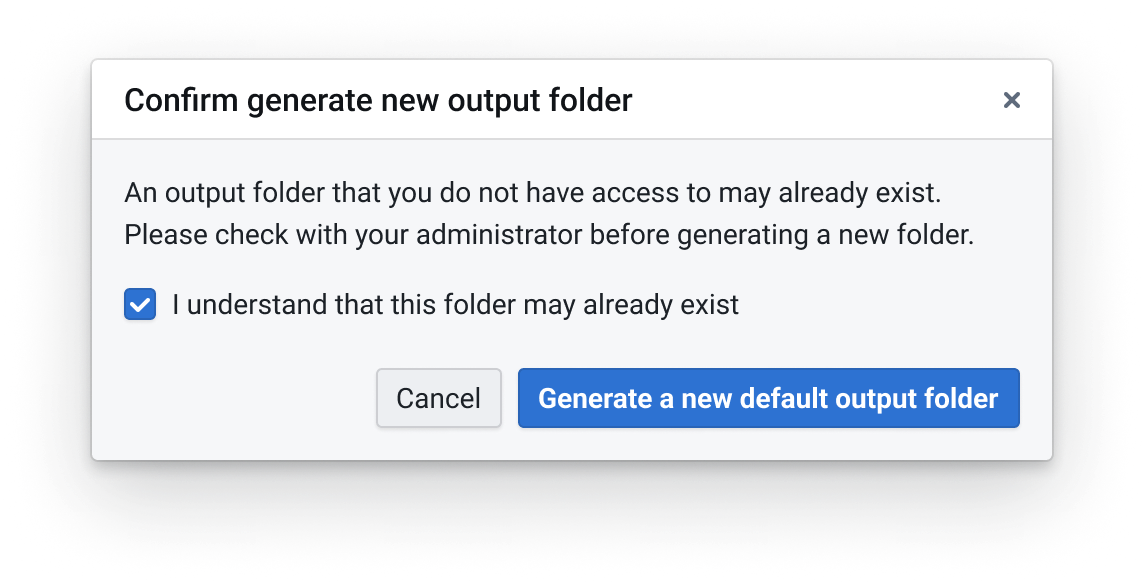 Confirm generate new output folder
An output folder that you do not have access to may already exist.
Please check with your administrator before generating a new folder.
I understand that this folder may already exist
Cancel
Generate a new default output folder